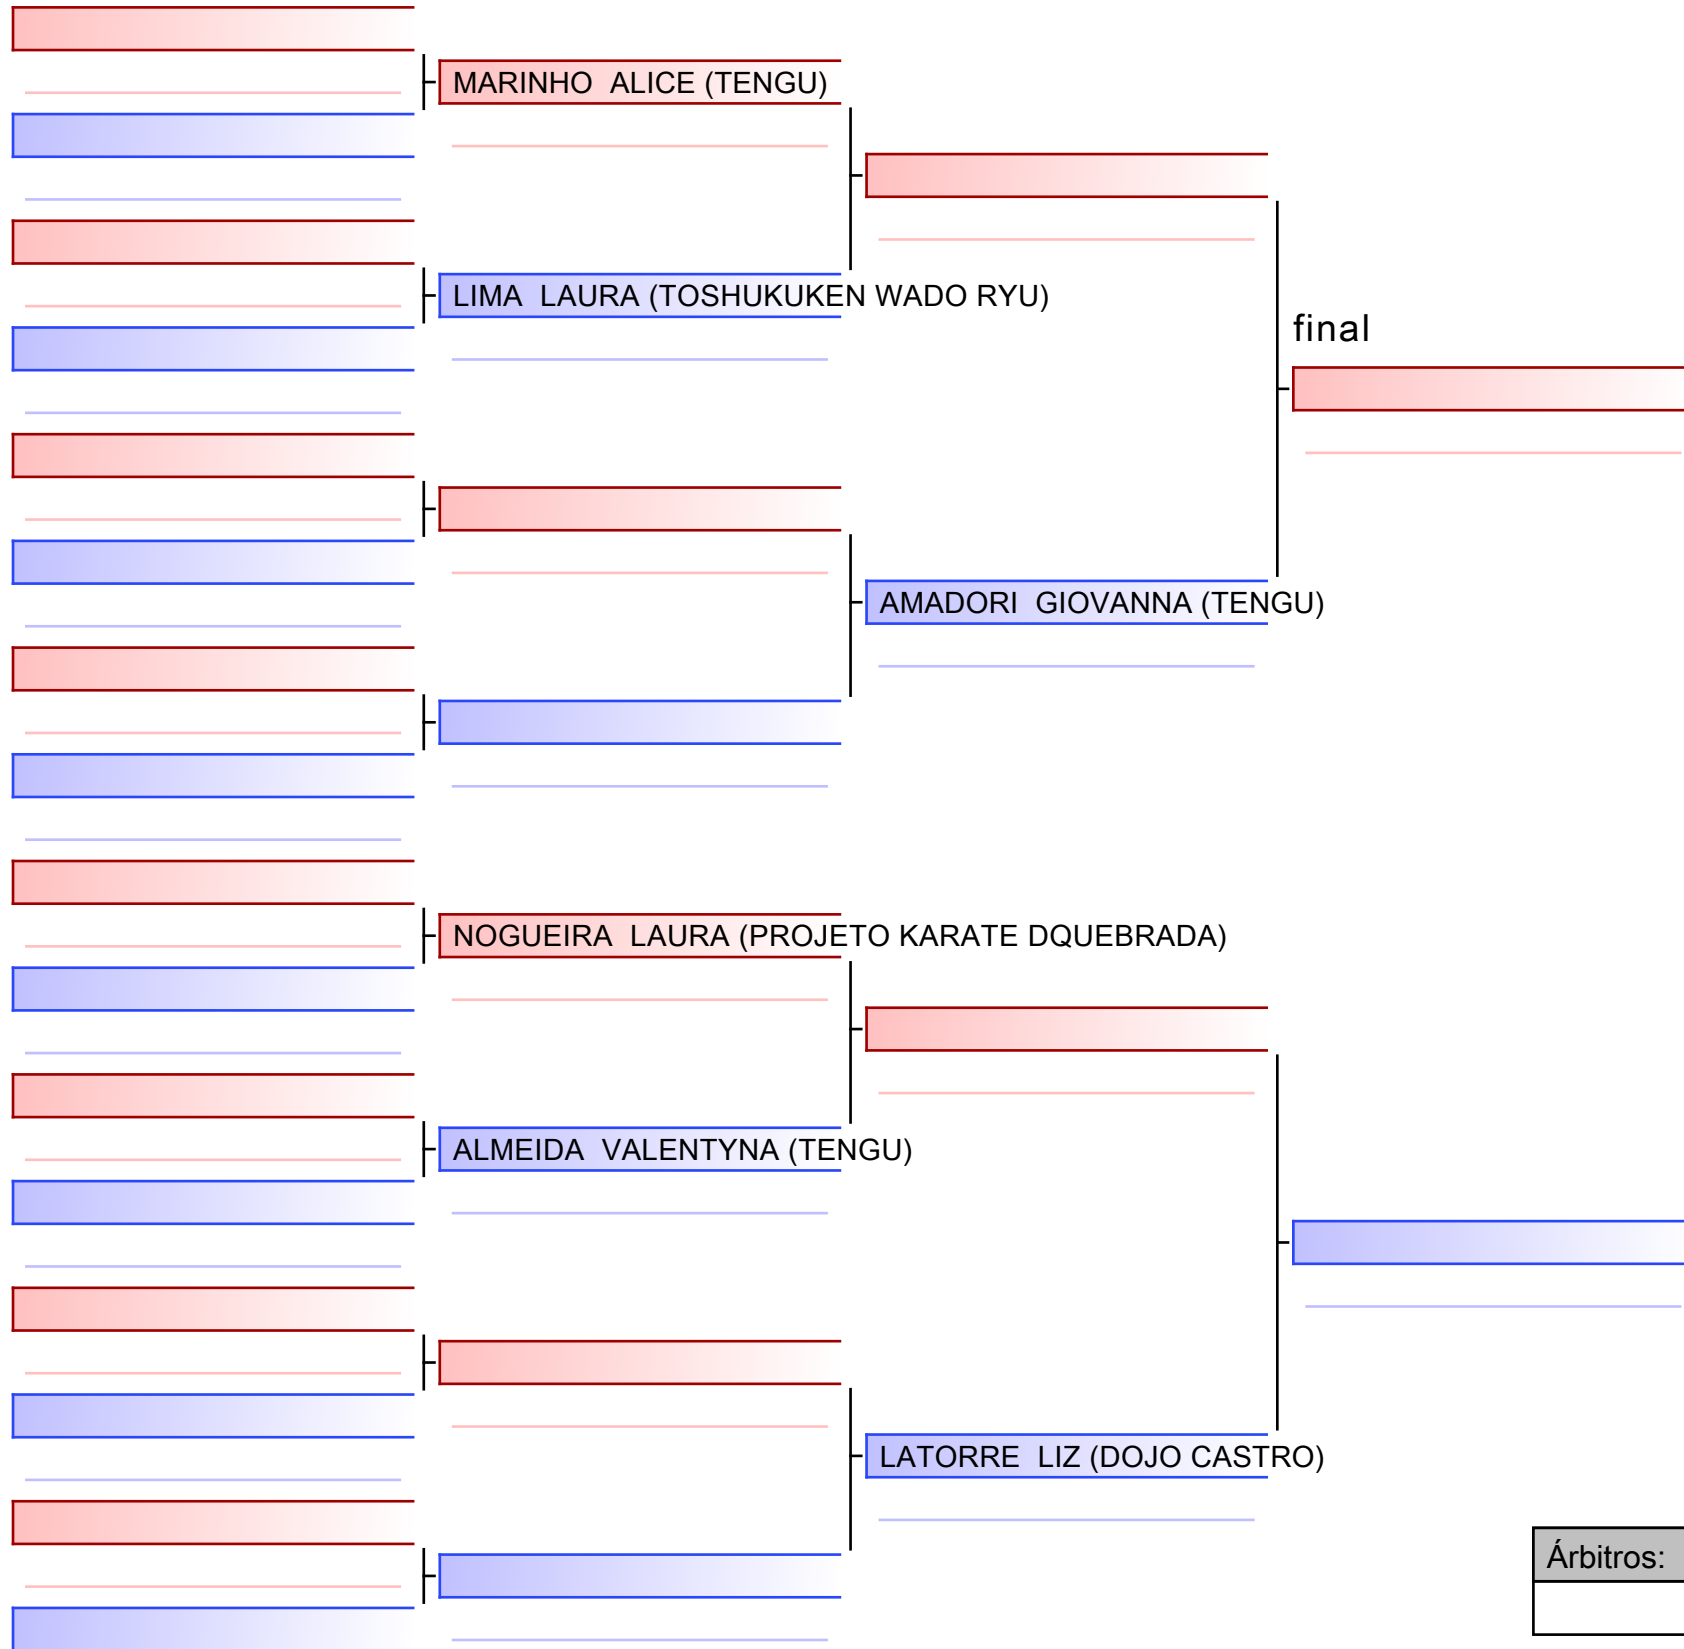 MARINHO  ALICE (TENGU)
LIMA  LAURA (TOSHUKUKEN WADO RYU)
final
AMADORI  GIOVANNA (TENGU)
NOGUEIRA  LAURA (PROJETO KARATE DQUEBRADA)
ALMEIDA  VALENTYNA (TENGU)
LATORRE  LIZ (DOJO CASTRO)
Árbitros: